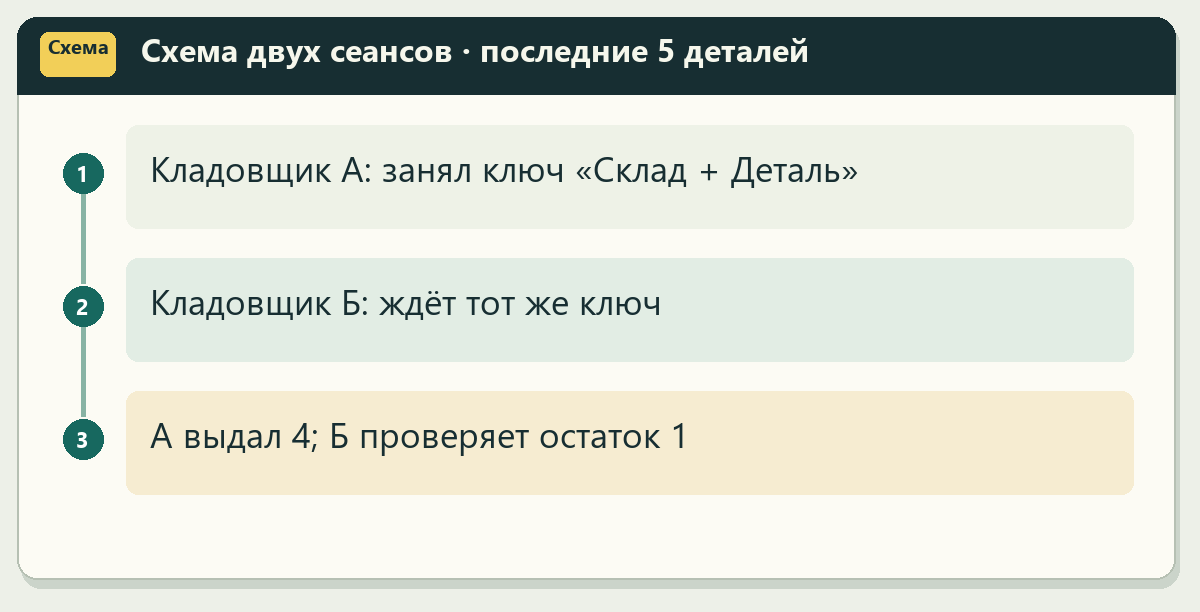 Схема
Схема двух сеансов · последние 5 деталей
1
Кладовщик А: занял ключ «Склад + Деталь»
2
Кладовщик Б: ждёт тот же ключ
3
А выдал 4; Б проверяет остаток 1